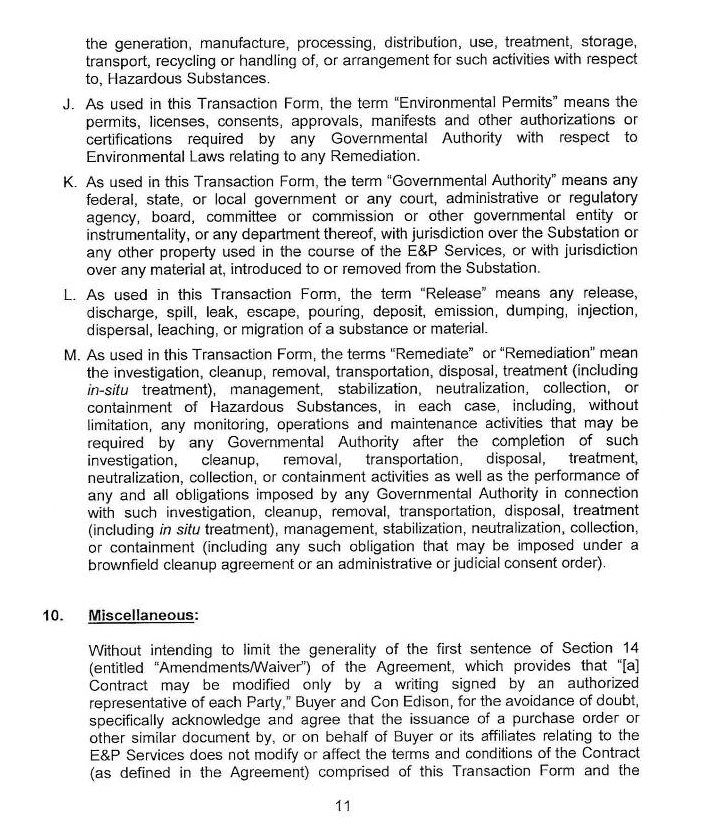 the generation, manufacture, processing, distribution, use, treatment, storage,
transport, recycling or handling of, or arrangement for such activities with respect
to, Hazardous Substances.
J. As used in this Transaction Form, the term “Environmental Permits” means the
permits, licenses, consents, approvals, manifests and other authorizations or
certifications required by any Governmental Authority with respect to
Environmental Laws relating to any Remediation.
K. As used in this Transaction Form, the term “Governmental Authority” means any
federal, state, or local government or any court, administrative or regulatory
agency, board, committee or commission or other governmental entity or
instrumentality, or any department thereof, with jurisdiction over the Substation or
any other property used in the course of the E&P Services, or with jurisdiction
over any material at, introduced to or removed from the Substation.
L. As used in this Transaction Form, the term “Release” means any release,
discharge, spill, leak, escape, pouring, deposit, emission, dumping, injection,
dispersal, leaching, or migration of a substance or material.
M. As used in this Transaction Form, the terms “Remediate” or “Remediation” mean
the investigation, cleanup, removal, transportation, disposal, treatment (including
in-situ treatment), management, stabilization, neutralization, collection, or
containment of Hazardous Substances, in each case, including, without
limitation, any monitoring, operations and maintenance activities that may be
required by any Governmental Authority after the completion of such
investigation, cleanup, removal, transportation, disposal, treatment,
neutralization, collection, or containment activities as well as the performance of
any and all obligations imposed by any Governmental Authority in connection
with such investigation, cleanup, removal, transportation, disposal, treatment
(including in situ treatment), management, stabilization, neutralization, collection,
or containment (including any such obligation that may be imposed under a
brownfield cleanup agreement or an administrative or judicial consent order).
10. Miscellaneous:
Without intending to limit the generality of the first sentence of Section 14
(entitled “Amendments/Waiver”) of the Agreement, which provides that “[a]
Contract may be modified only by a writing signed by an authorized
representative of each Party,” Buyer and Con Edison, for the avoidance of doubt,
specifically acknowledge and agree that the issuance of a purchase order or
other similar document by, or on behalf of Buyer or its affiliates relating to the
E&P Services does not modify or affect the terms and conditions of the Contract
(as defined in the Agreement) comprised of this Transaction Form and the
11